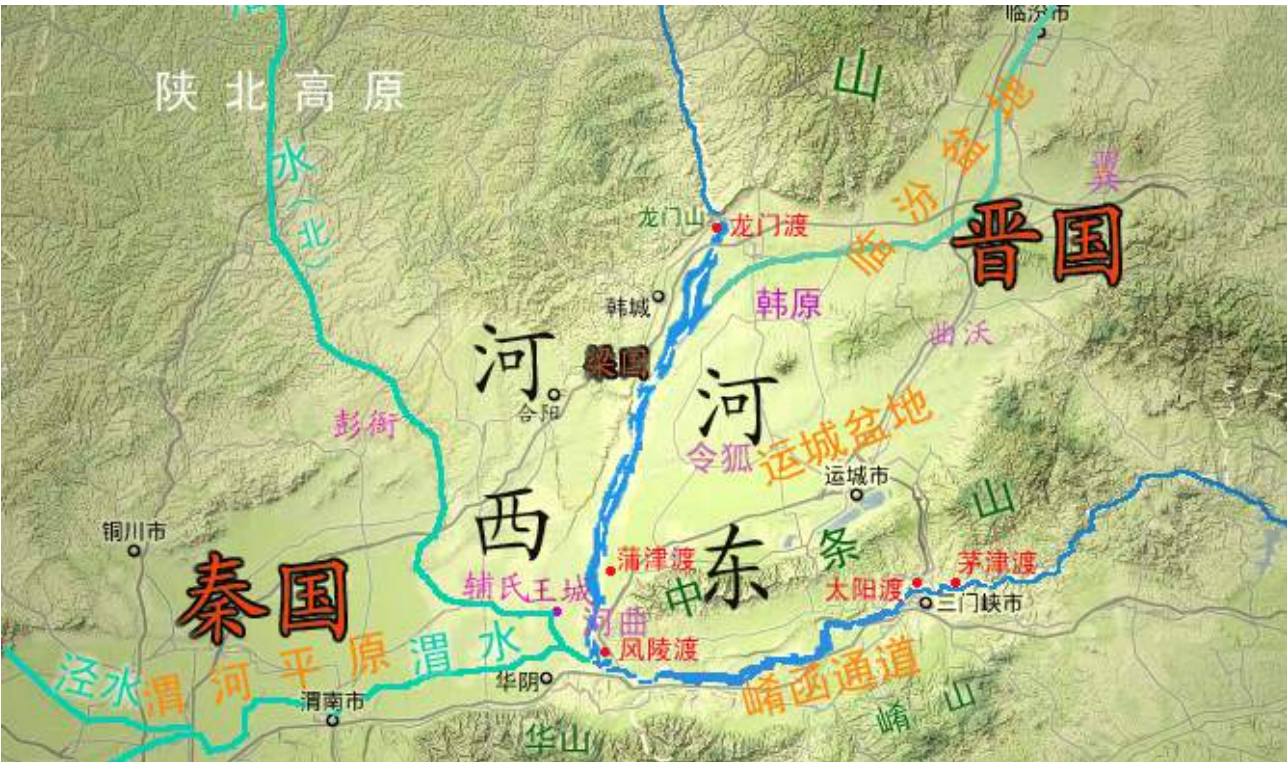 临汾市
陕北高原
山
水(北)
临汾盆地
翼
龙门山
龙门渡
晋国
韩城
韩原
曲沃
河西
梁国
合阳
河东
彭衙
令狐
运城盆地
运城市
铜川市
中条山
蒲津渡
太阳渡
茅津渡
三门峡市
秦国
辅氏
王城
河曲
风陵渡
泾水
渭河平原
渭水
华阴
渭南市
崤函通道
崤山
华山